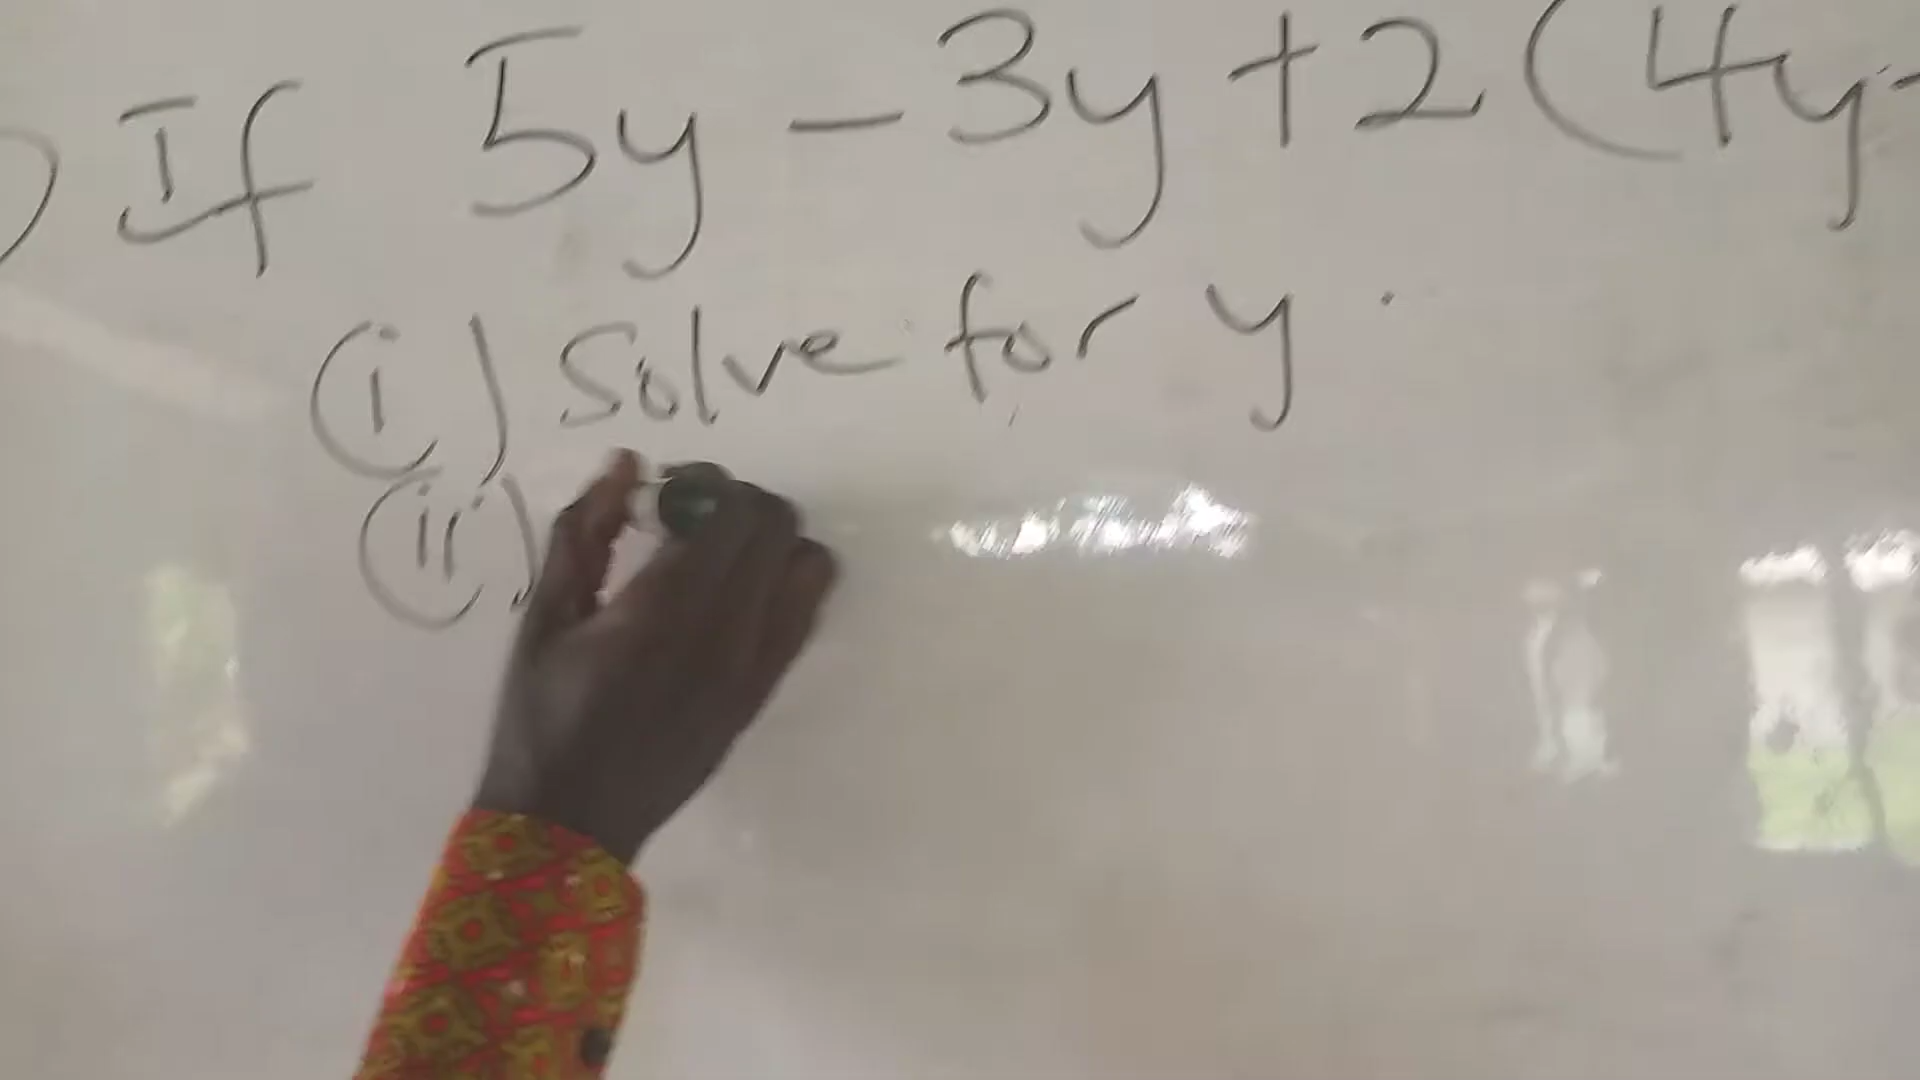 ) If 5y - 3y + 2 (4y -
(i) Solve for y.
(ii)